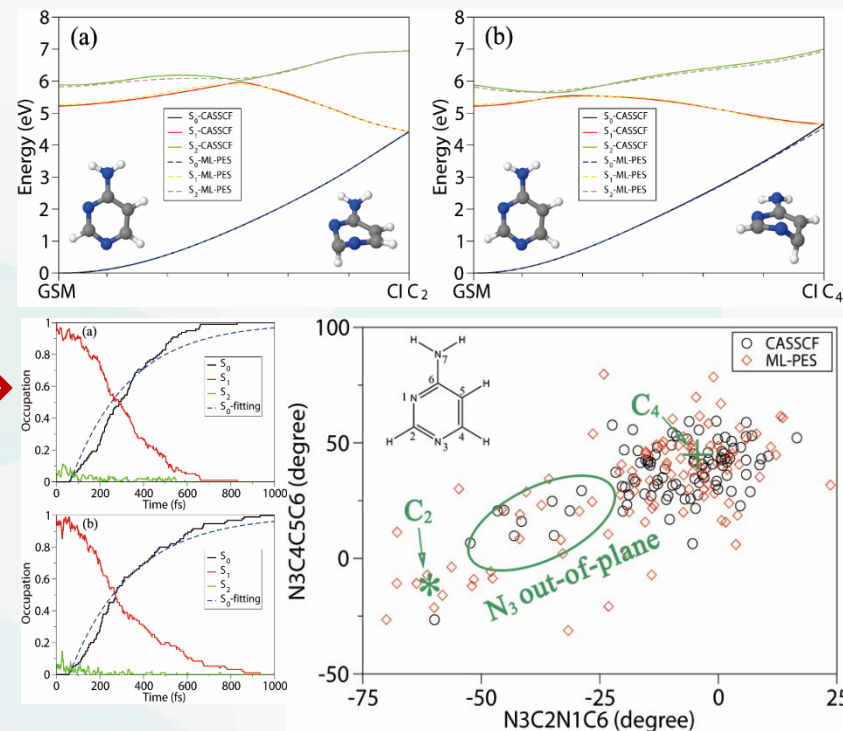 (a)
8
7
6
5
4
3
2
1
0
Energy (eV)
S0-CASSCF
S1-CASSCF
S2-CASSCF
S0-ML-PES
S1-ML-PES
S2-ML-PES
GSM
CI C2
(b)
8
7
6
5
4
3
2
1
0
Energy (eV)
S0-CASSCF
S1-CASSCF
S2-CASSCF
S0-ML-PES
S1-ML-PES
S2-ML-PES
GSM
CI C4
(a)
1
0.8
0.6
0.4
0.2
0
Occupation
S0
S1
S2
S0-fitting
0 200 400 600 800 1000
Time (fs)
(b)
1
0.8
0.6
0.4
0.2
0
Occupation
S0
S1
S2
S0-fitting
0 200 400 600 800 1000
Time (fs)
100
50
0
-50
N3C4C5C6 (degree)
H H
N7
6
1 N 5 H
2 4
H N3 H
CASSCF
ML-PES
C4
C2
N3 out-of-plane
-75 -50 -25 0 25
N3C2N1C6 (degree)